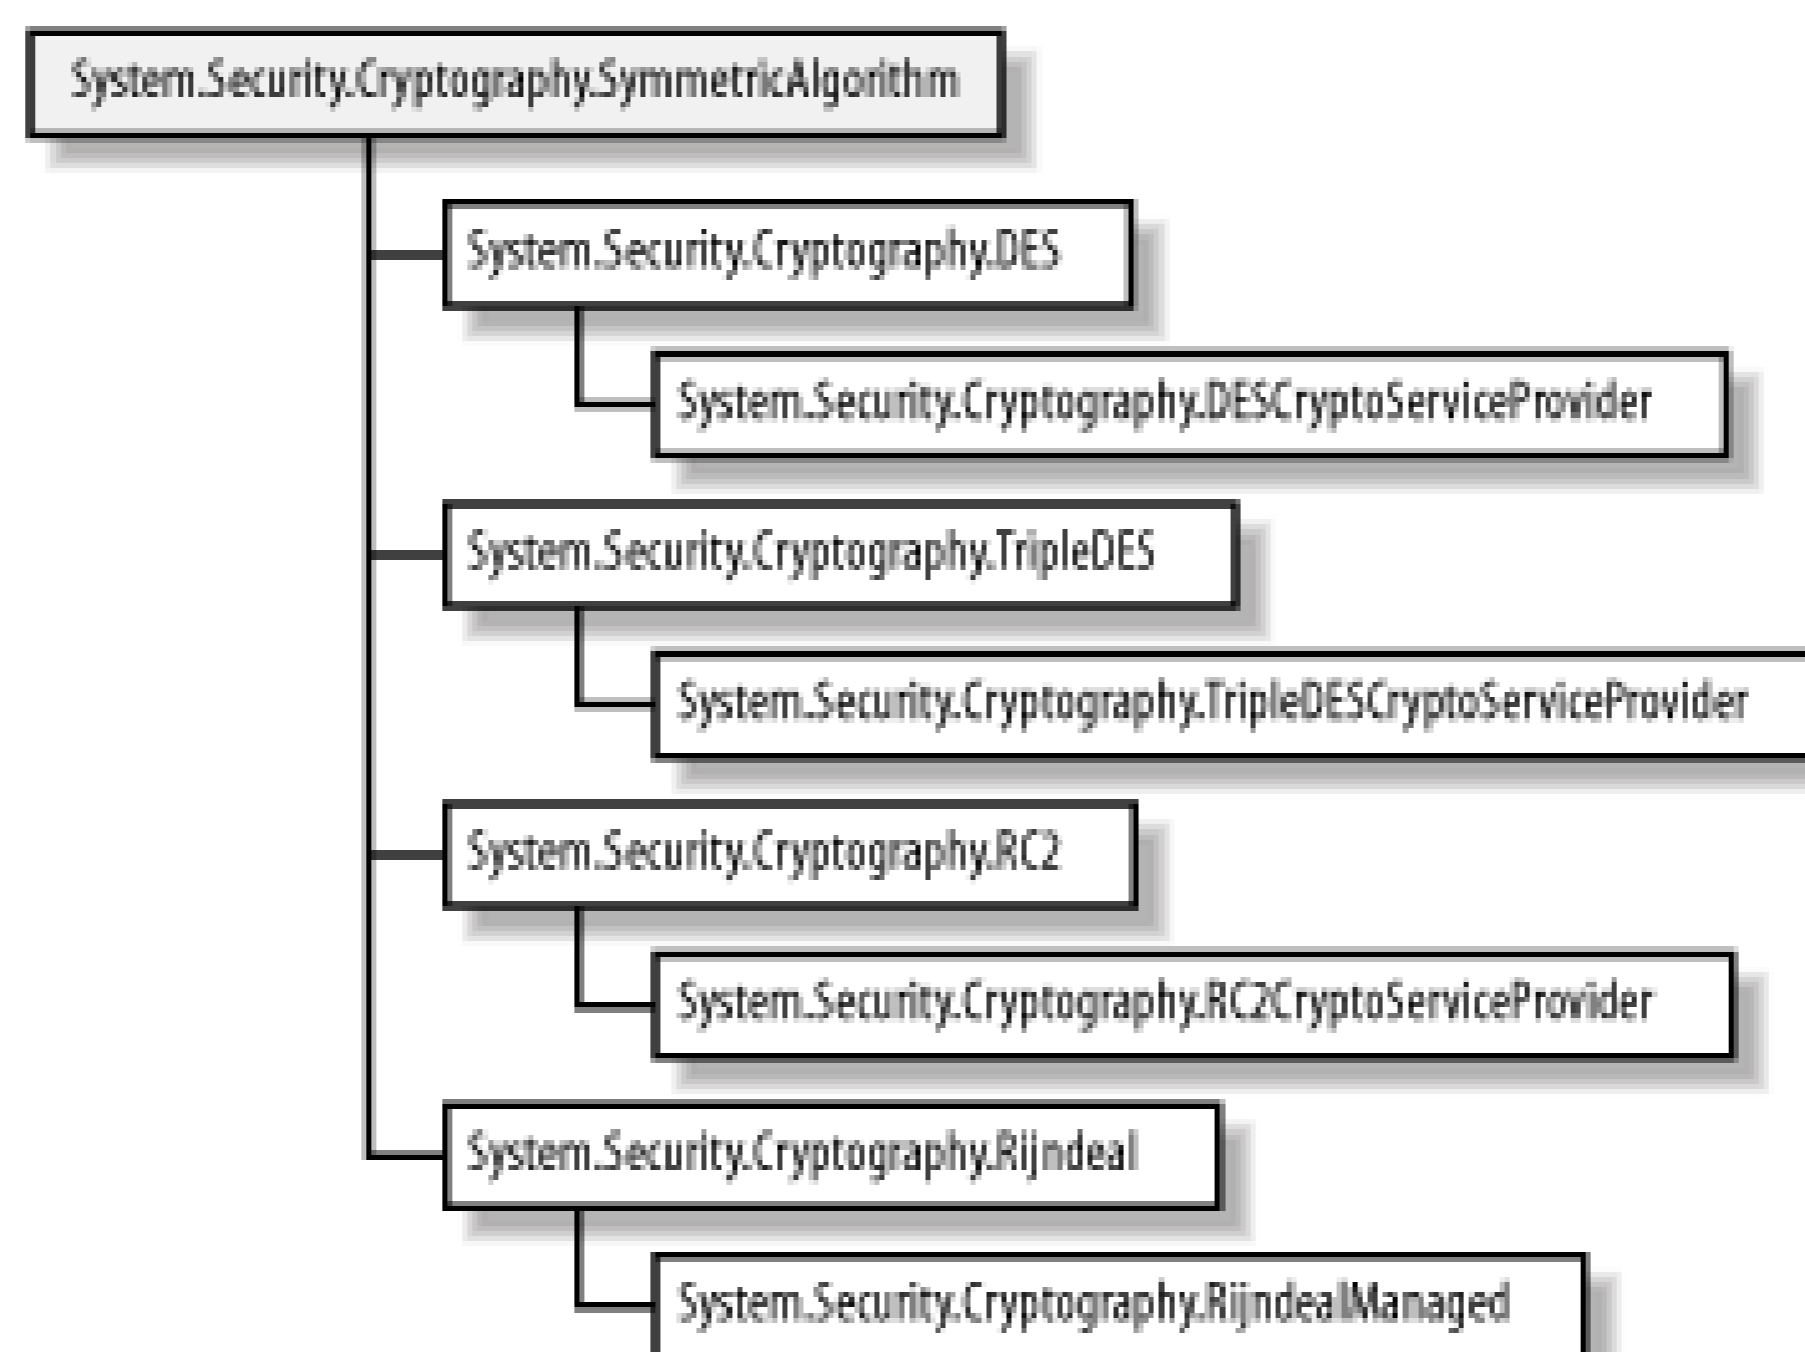 System.Security.Cryptography.SymmetricAlgorithm
System.Security.Cryptography.DES
System.Security.Cryptography.DESCryptoServiceProvider
System.Security.Cryptography.TripleDES
System.Security.Cryptography.TripleDESCryptoServiceProvider
System.Security.Cryptography.RC2
System.Security.Cryptography.RC2CryptoServiceProvider
System.Security.Cryptography.Rijndeal
System.Security.Cryptography.RijndealManaged